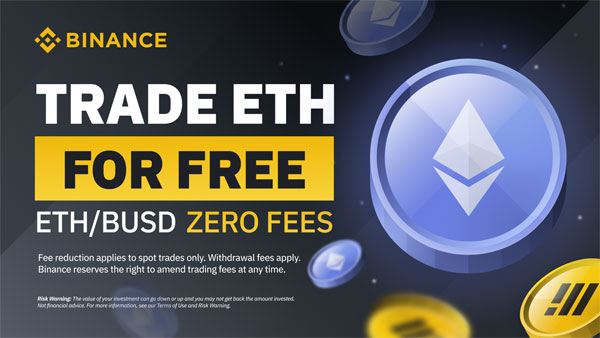 BINANCE
TRADE ETH
FOR FREE
ETH/BUSD ZERO FEES
Fee reduction applies to spot trades only. Withdrawal fees apply.
Binance reserves the right to amend trading fees at any time.
Risk Warning: The value of your investment can go down or up and you may not get back the amount invested.
Not financial advice. For more information, see our Terms of Use and Risk Warning.